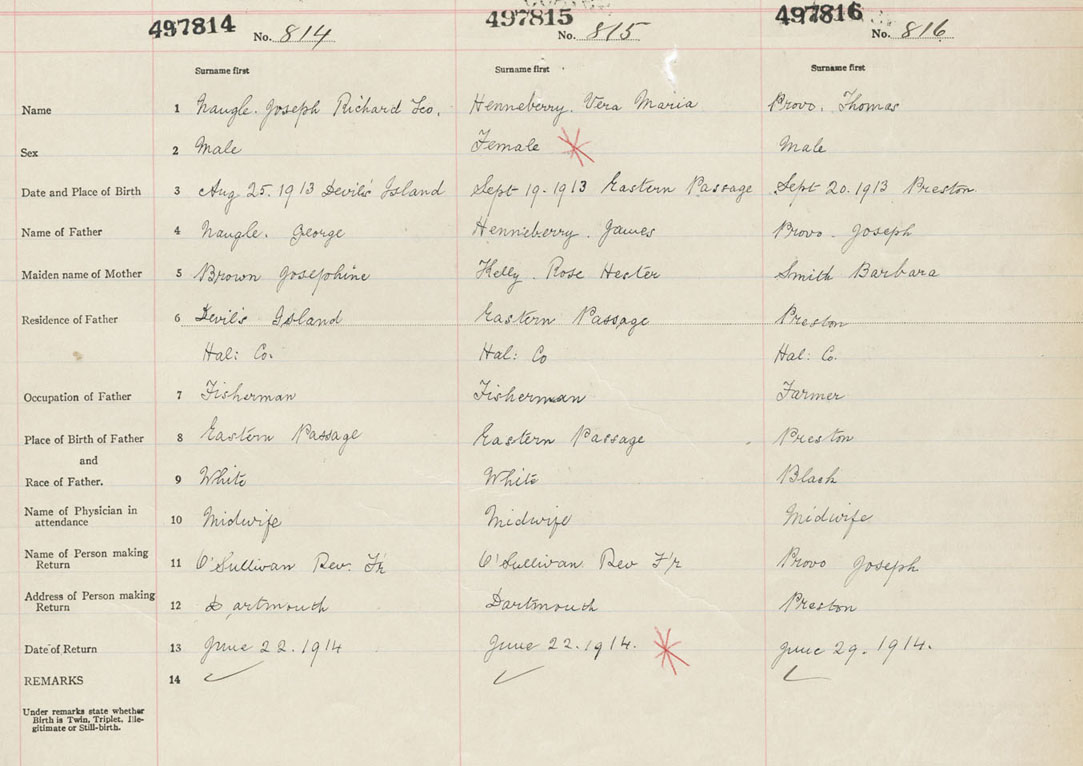 497814 No. 814 497815 No. 815 497816 No. 816
Surname first Surname first Surname first
Name 1 Naugle. Joseph Richard Leo. Henneberry. Vera Maria Provo. Thomas
Sex 2 Male Female Male
Date and Place of Birth 3 Aug 25. 1913 Devil's Island Sept 19. 1913 Eastern Passage Sept 20. 1913 Preston
Name of Father 4 Naugle. George Henneberry. James Provo. Joseph
Maiden name of Mother 5 Brown Josephine Kelly. Rose Hester Smith Barbara
Residence of Father 6 Devil's Island Eastern Passage Preston
Hal: Co. Hal: Co Hal: Co.
Occupation of Father 7 Fisherman Fisherman Farmer
Place of Birth of Father 8 Eastern Passage Eastern Passage Preston
and
Race of Father. 9 White White Black
Name of Physician in
attendance 10 Midwife Midwife Midwife
Name of Person making
Return 11 O'Sullivan Rev. Fr O'Sullivan Rev F'r Provo Joseph
Address of Person making
Return 12 Dartmouth Dartmouth Preston
Date of Return 13 June 22. 1914 June 22. 1914. June 29. 1914.
REMARKS 14
Under remarks state whether
Birth is Twin, Triplet, Ille-
gitimate or Still-birth.